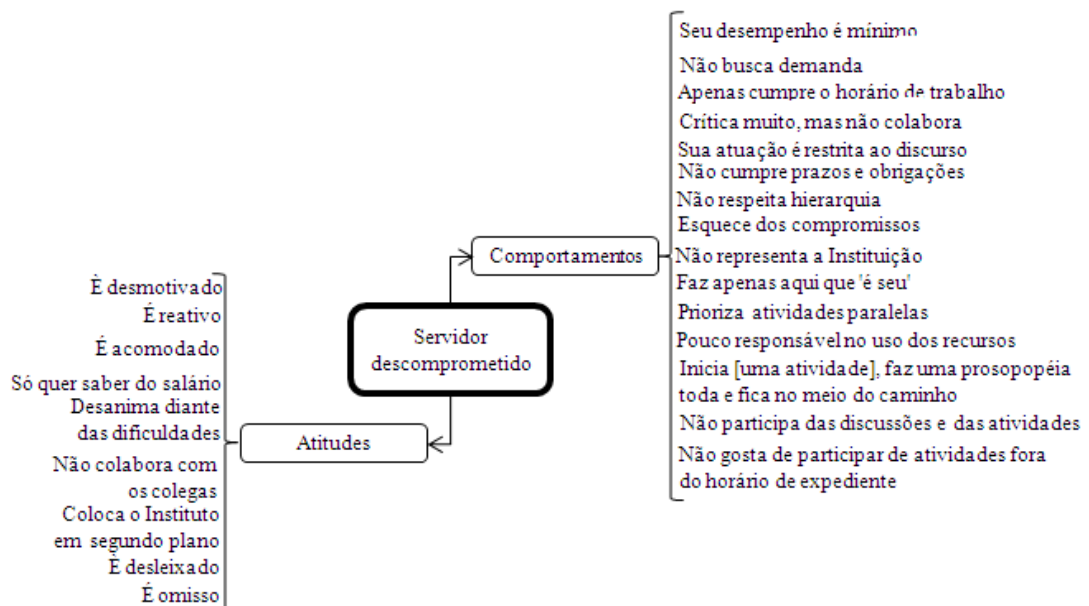 Seu desempenho é mínimo
Não busca demanda
Apenas cumpre o horário de trabalho
Crítica muito, mas não colabora
Sua atuação é restrita ao discurso
Não cumpre prazos e obrigações
Não respeita hierarquia
Esquece dos compromissos
Comportamentos
Não representa a Instituição
Faz apenas aqui que 'é seu'
Prioriza atividades paralelas
Pouco responsável no uso dos recursos
Inicia [uma atividade], faz uma prosopopéia
toda e fica no meio do caminho
Não participa das discussões e das atividades
Não gosta de participar de atividades fora
do horário de expediente
Servidor
descomprometido
Atitudes
È desmotivado
É reativo
É acomodado
Só quer saber do salário
Desanima diante
das dificuldades
Não colabora com
os colegas
Coloca o Instituto
em segundo plano
È desleixado
É omisso